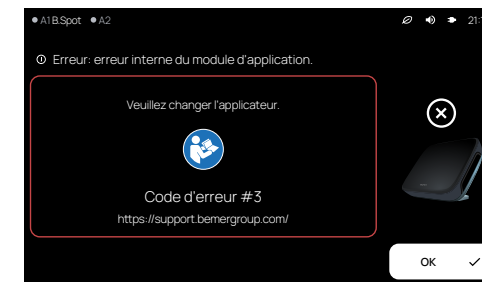 A1 B.Spot A2
21:1
Erreur: erreur interne du module d'application.
Veuillez changer l'applicateur.
Code d'erreur #3
https://support.bemergroup.com/
OK